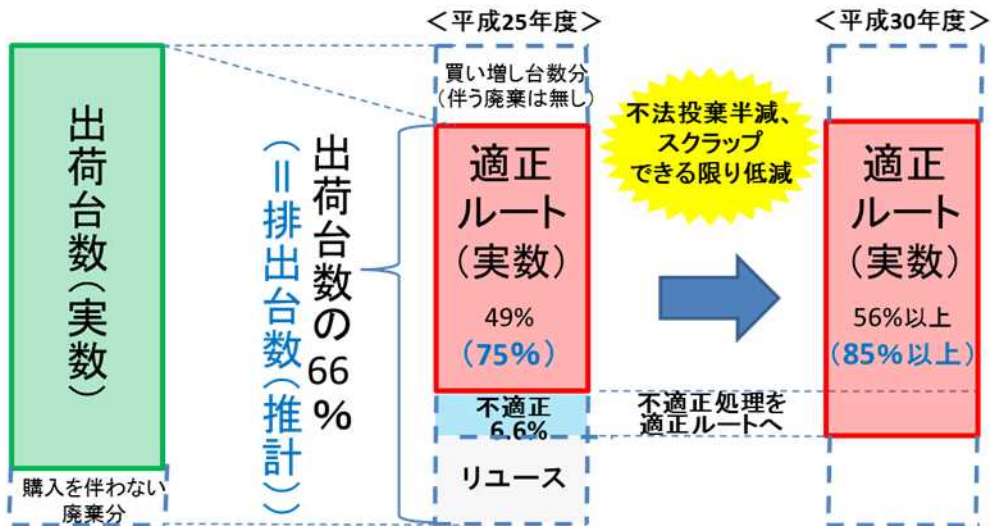 ＜平成25年度＞
＜平成30年度＞
出荷台数（実数）
購入を伴わない
廃棄分
出荷台数の66％
（＝排出台数（推計））
買い増し台数分
（伴う廃棄は無し）
適正
ルート
（実数）
49%
（75%）
不適正
6.6%
リユース
不法投棄半減、
スクラップ
できる限り低減
不適正処理を
適正ルートへ
適正
ルート
（実数）
56%以上
（85%以上）